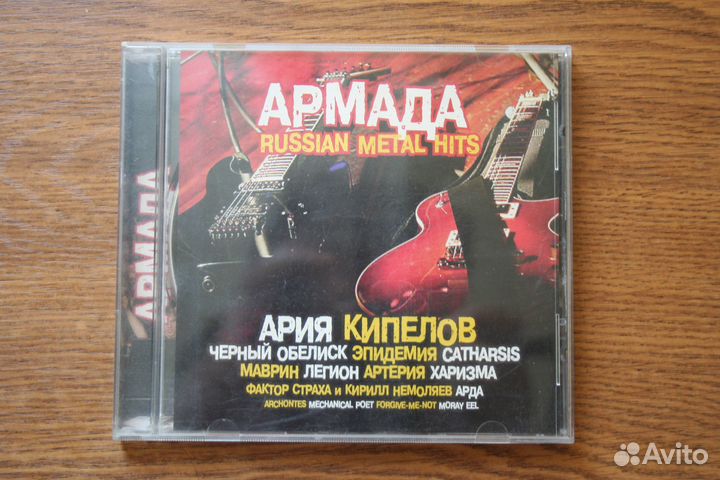 АРМАДА
RUSSIAN METAL HITS
АРМАДА
АРИЯ КИПЕЛОВ
ЧЕРНЫЙ ОБЕЛИСК ЭПИДЕМИЯ CATHARSIS
МАВРИН ЛЕГИОН АРТЕРИЯ ХАРИЗМА
ФАКТОР СТРАХА И КИРИЛЛ НЕМОЛЯЕВ АРДА
ARCHONTES MECHANICAL POET FORGIVE-ME-NOT MORAY EEL
Avito